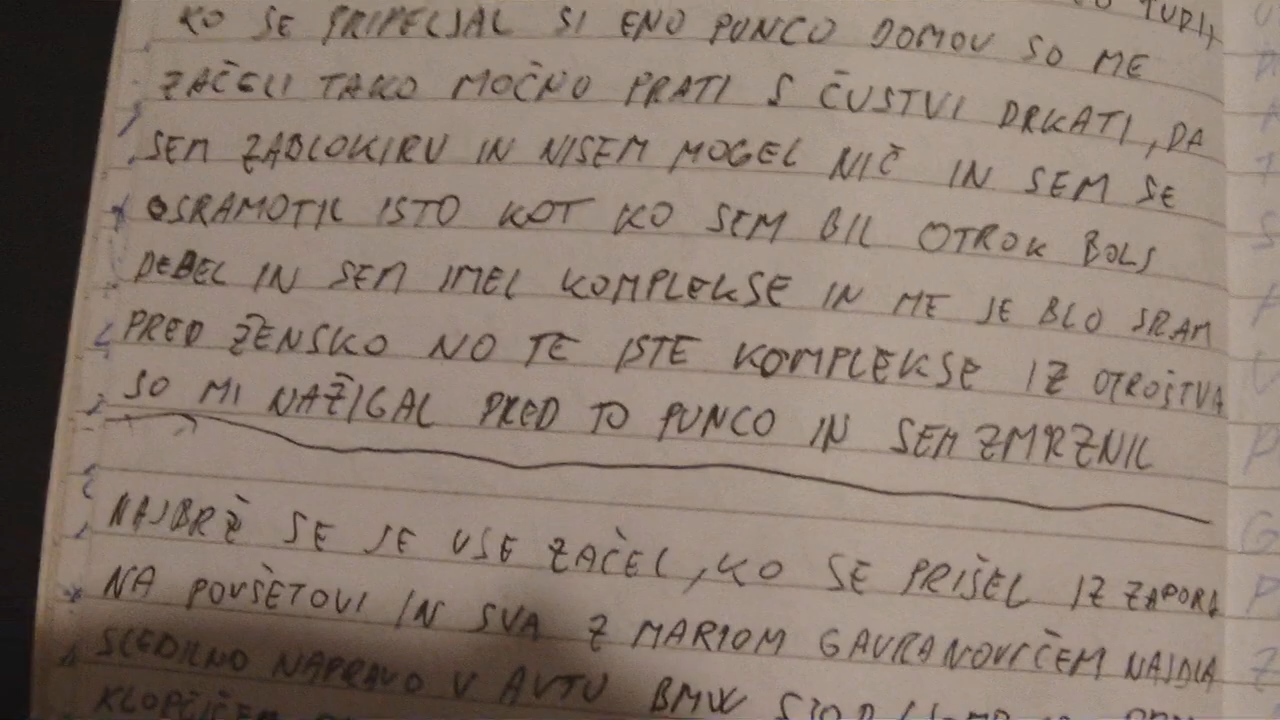 TUDI,
KO SE PRIPELJAL SI ENO PUNCO DOMOV SO ME
ZAČELI TAKO MOČNO PRATI S ČUSTVI DRKATI, DA
SEM ZABLOKIRU IN NISEM MOGEL NIČ IN SEM SE
OSRAMOTIL ISTO KOT KO SEM BIL OTROK BOLJ
DEBEL IN SEM IMEL KOMPLEKSE IN ME JE BLO SRAM
PRED ŽENSKO NO TE ISTE KOMPLEKSE IZ OTROŠTVA
SO MI NAŽIGAL PRED TO PUNCO IN SEM ZMRZNIL
NAJBRŽ SE JE VSE ZAČEL, KO SE PRIŠEL IZ ZAPORA
NA POVŠETOVI IN SVA Z MARIOM GAVRANOVIČEM NAJDLA
SLEDILNO NAPRAVO V AVTU BMW